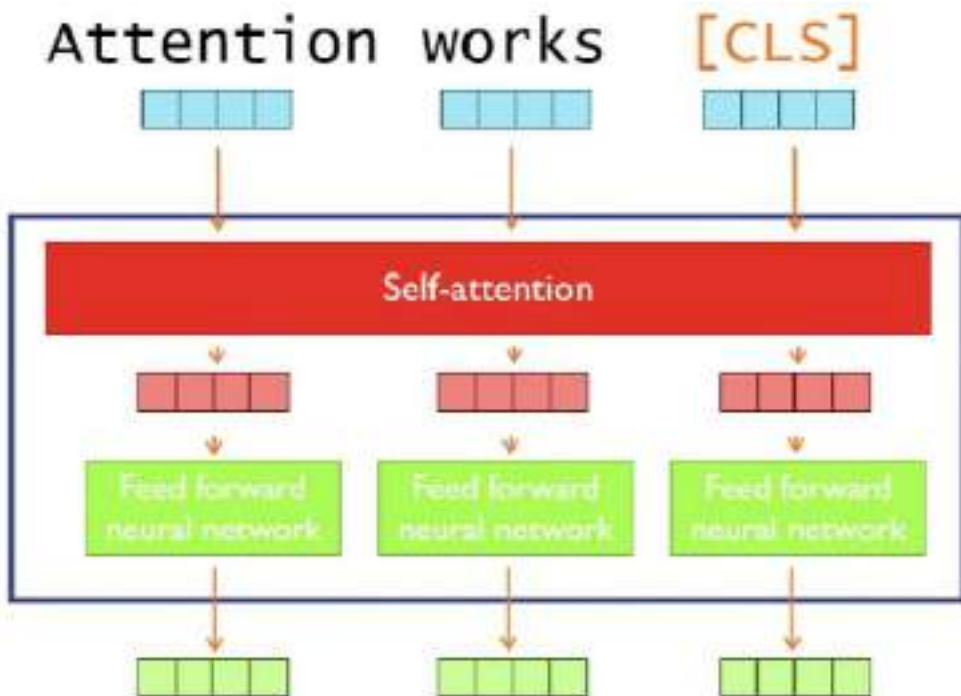 Attention works [CLS]
Self-attention
Feed forward
neural network
Feed forward
neural network
Feed forward
neural network